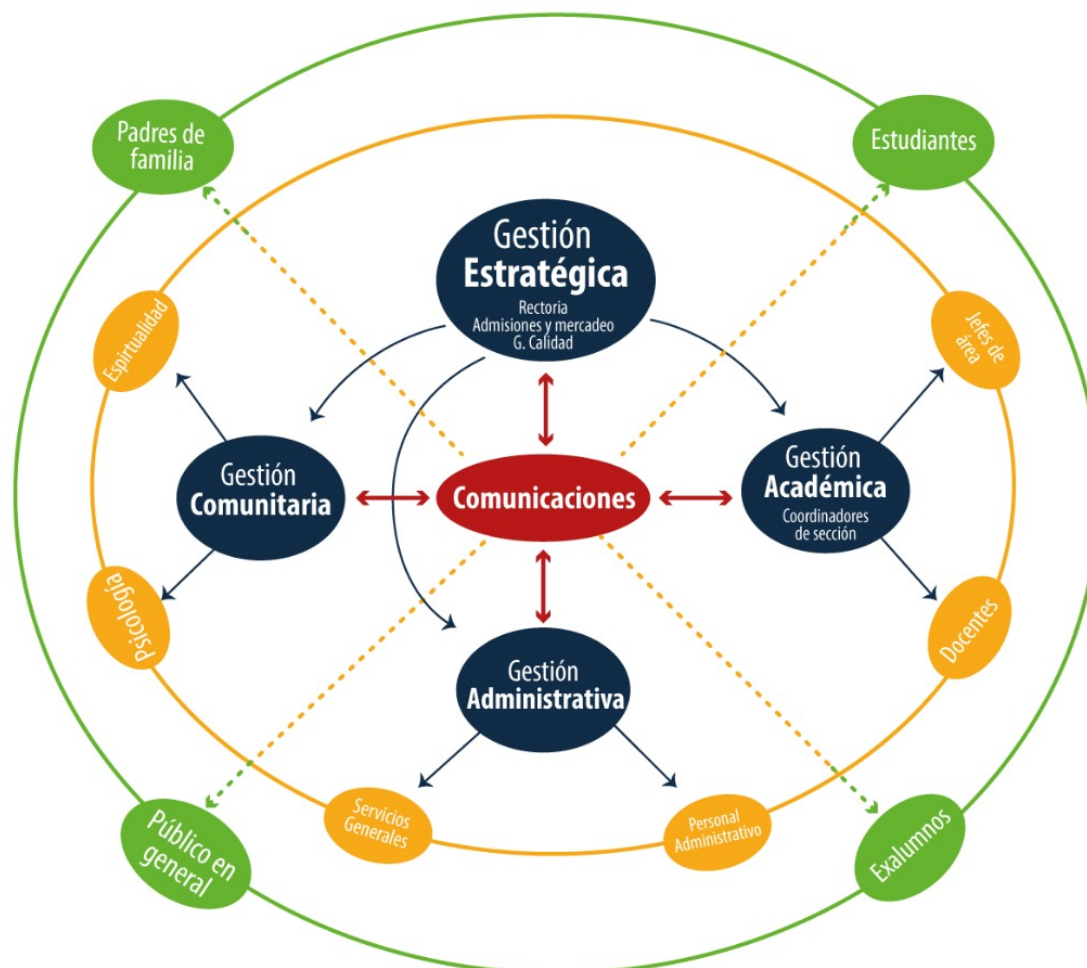 Padres de
familia
Estudiantes
Gestión
Estratégica
Rectoria
Admisiones y mercadeo
G. Calidad
Espirtualidad
Jefes de
área
Gestión
Comunitaria
Comunicaciones
Gestión
Académica
Coordinadores
de sección
Psicología
Docentes
Gestión
Administrativa
Servicios
Generales
Personal
Administrativo
Público en
general
Exalumnos